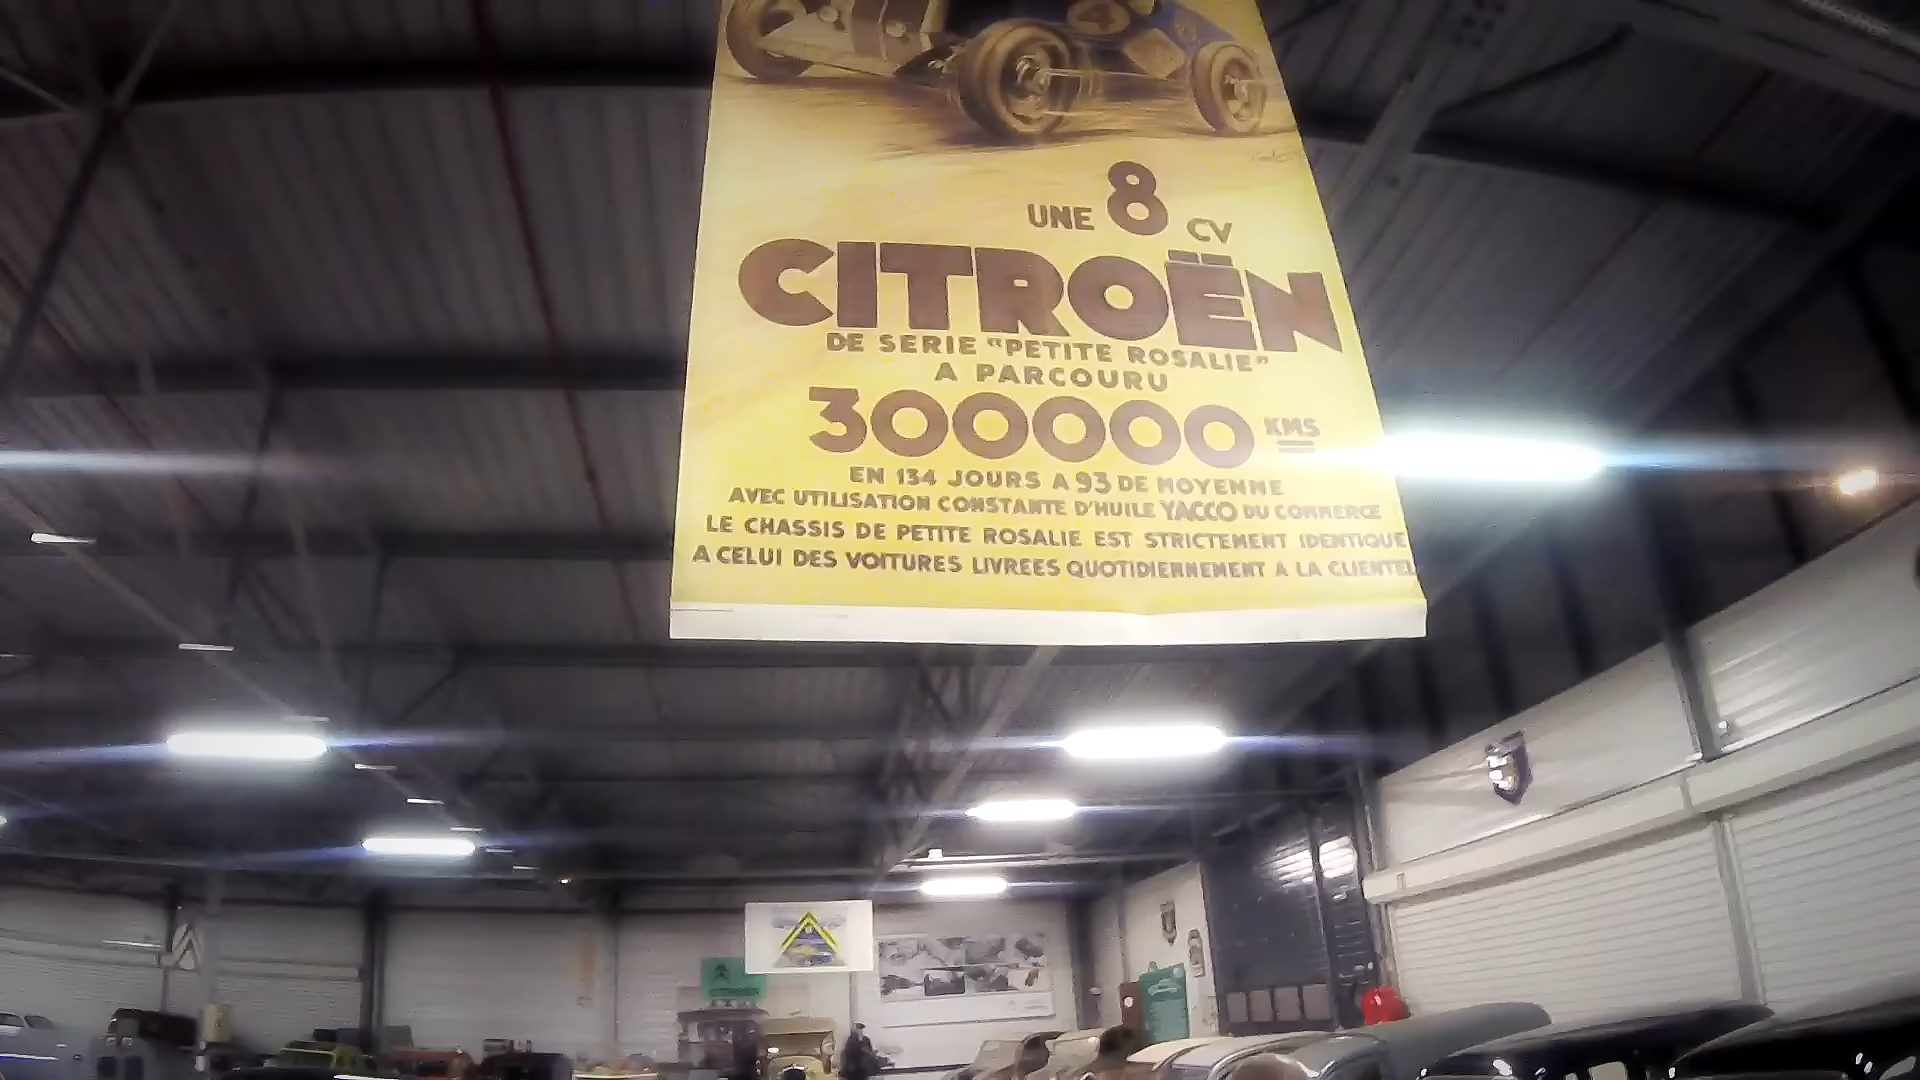 4
UNE 8 CV
CITROËN
DE SERIE "PETITE ROSALIE"
A PARCOURU
300000 KMS
EN 134 JOURS A 93 DE MOYENNE
AVEC UTILISATION CONSTANTE D'HUILE YACCO DU COMMERCE
LE CHASSIS DE PETITE ROSALIE EST STRICTEMENT IDENTIQUE
A CELUI DES VOITURES LIVREES QUOTIDIENNEMENT A LA CLIENTEL